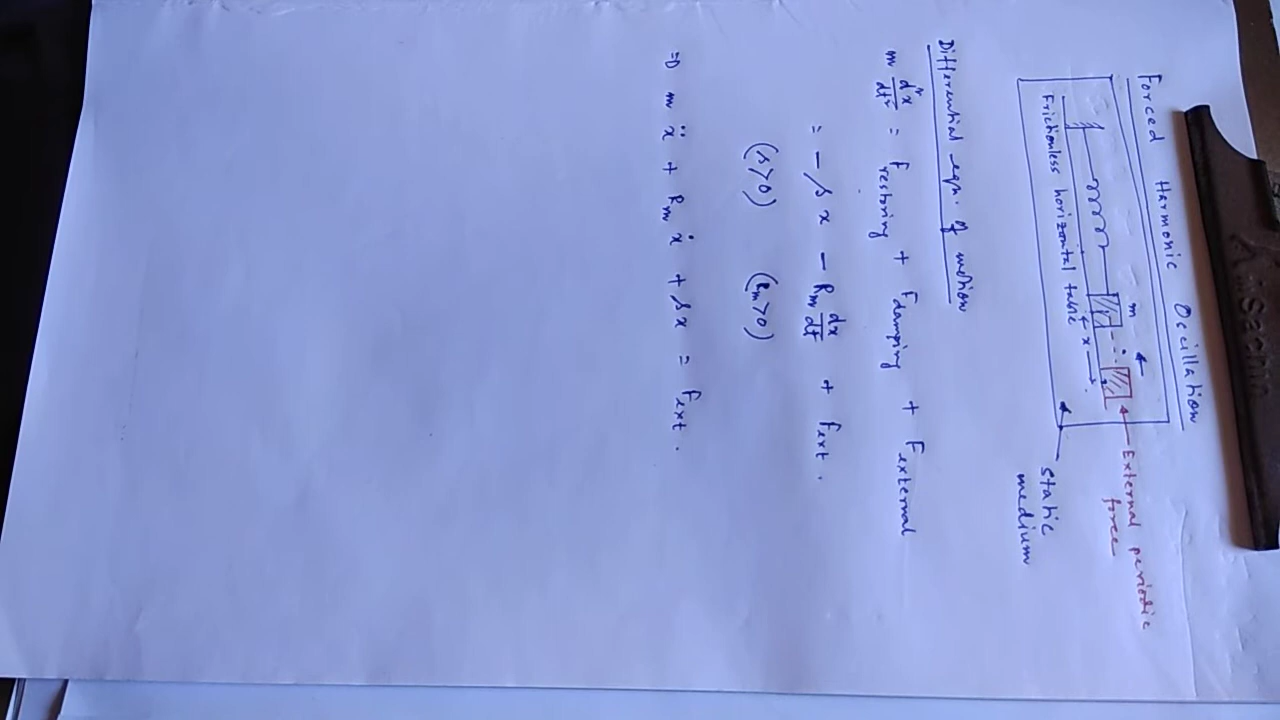 Forced Harmonic Oscillation
m
← x →
External periodic
force
Frictionless horizontal table
static
medium
Differential eqn. of motion
m d²x/dt² = F restoring + F damping + F external
= - s x - Rm dx/dt + Fext.
(s>0) (Rm>0)
⇒ m ẍ + Rm ẋ + s x = Fext.